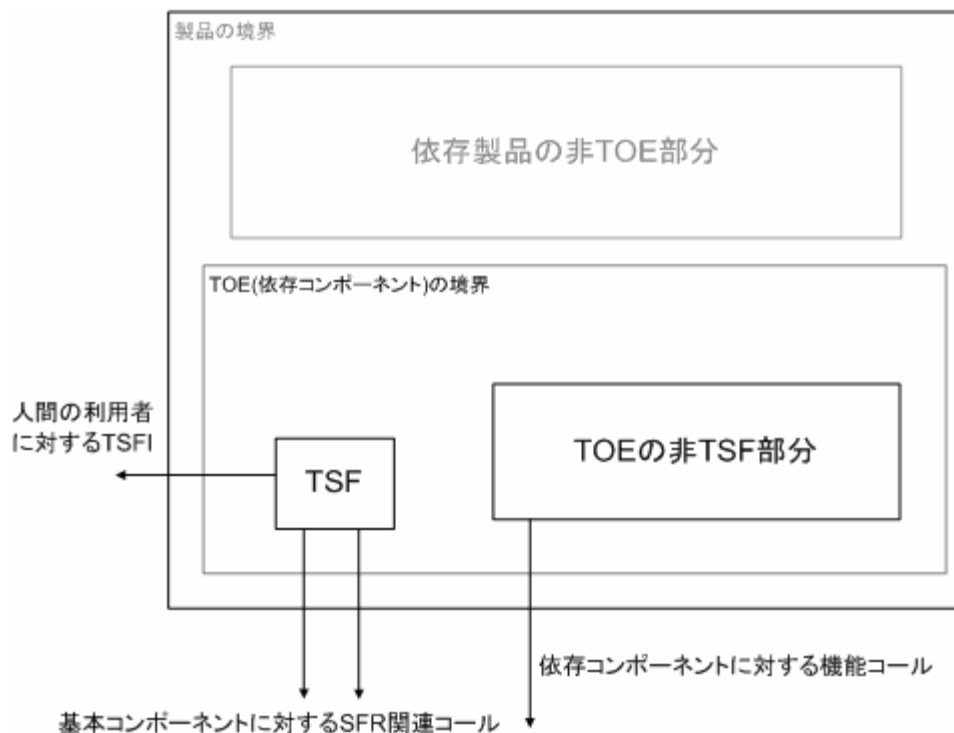 製品の境界
依存製品の非TOE部分
TOE(依存コンポーネント)の境界
人間の利用者
に対するTSFI
TSF
TOEの非TSF部分
依存コンポーネントに対する機能コール
基本コンポーネントに対するSFR関連コール